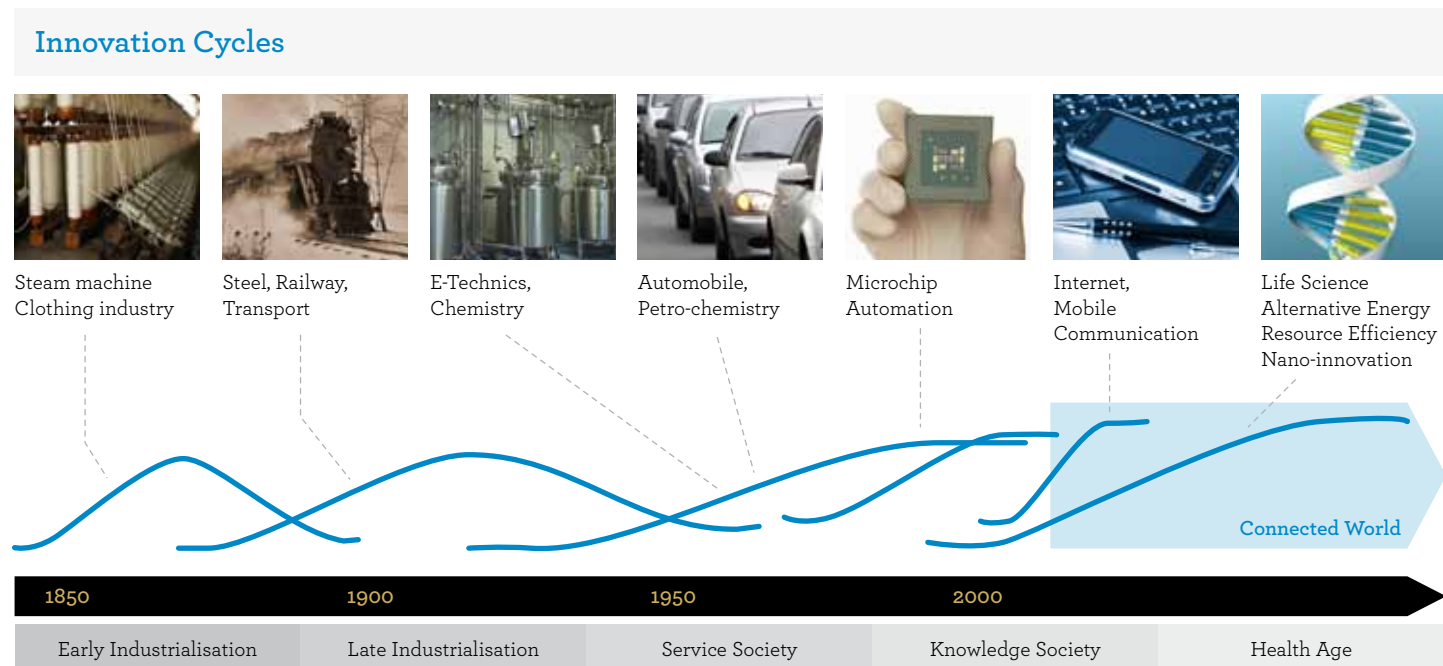 Innovation Cycles
Steam machine
Clothing industry
Steel, Railway,
Transport
E-Technics,
Chemistry
Automobile,
Petro-chemistry
Microchip
Automation
Internet,
Mobile
Communication
Life Science
Alternative Energy
Resource Efficiency
Nano-innovation
Connected World
1850
1900
1950
2000
Early Industrialisation
Late Industrialisation
Service Society
Knowledge Society
Health Age